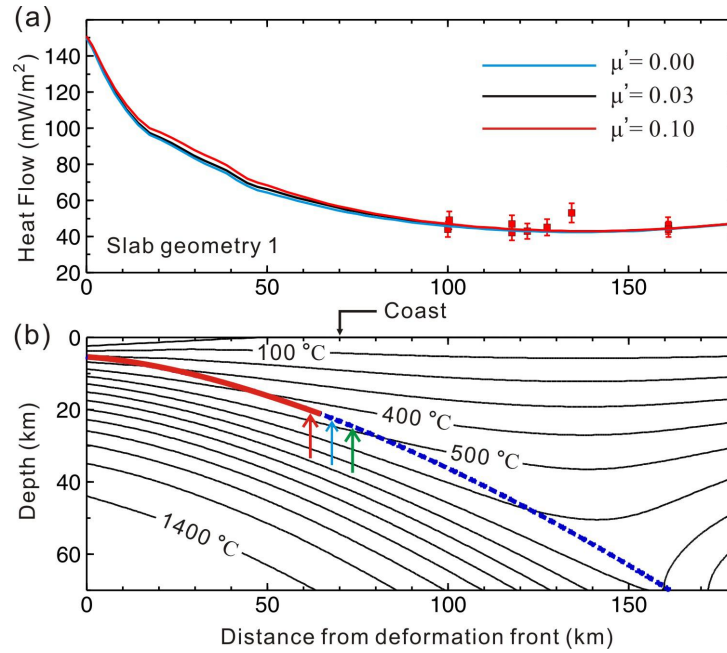 (a)
Heat Flow (mW/m²)
140
120
100
80
60
40
20
μ'= 0.00
μ'= 0.03
μ'= 0.10
Slab geometry 1
0
50
100
150
Coast
(b)
Depth (km)
0
20
40
60
100 °C
400 °C
500 °C
1400 °C
0
50
100
150
Distance from deformation front (km)